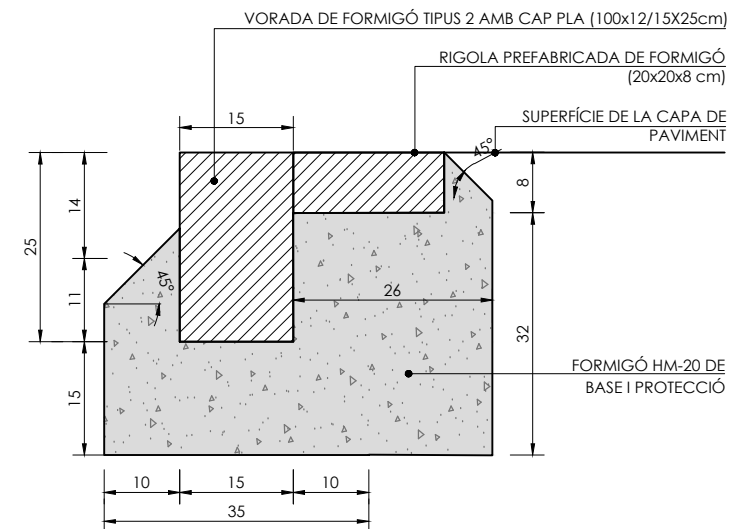 VORADA DE FORMIGÓ TIPUS 2 AMB CAP PLA (100x12/15X25cm)
RIGOLA PREFABRICADA DE FORMIGÓ
(20x20x8 cm)
SUPERFÍCIE DE LA CAPA DE
PAVIMENT
15
45°
8
14
25
11
45°
26
32
15
FORMIGÓ HM-20 DE
BASE I PROTECCIÓ
10
15
10
35